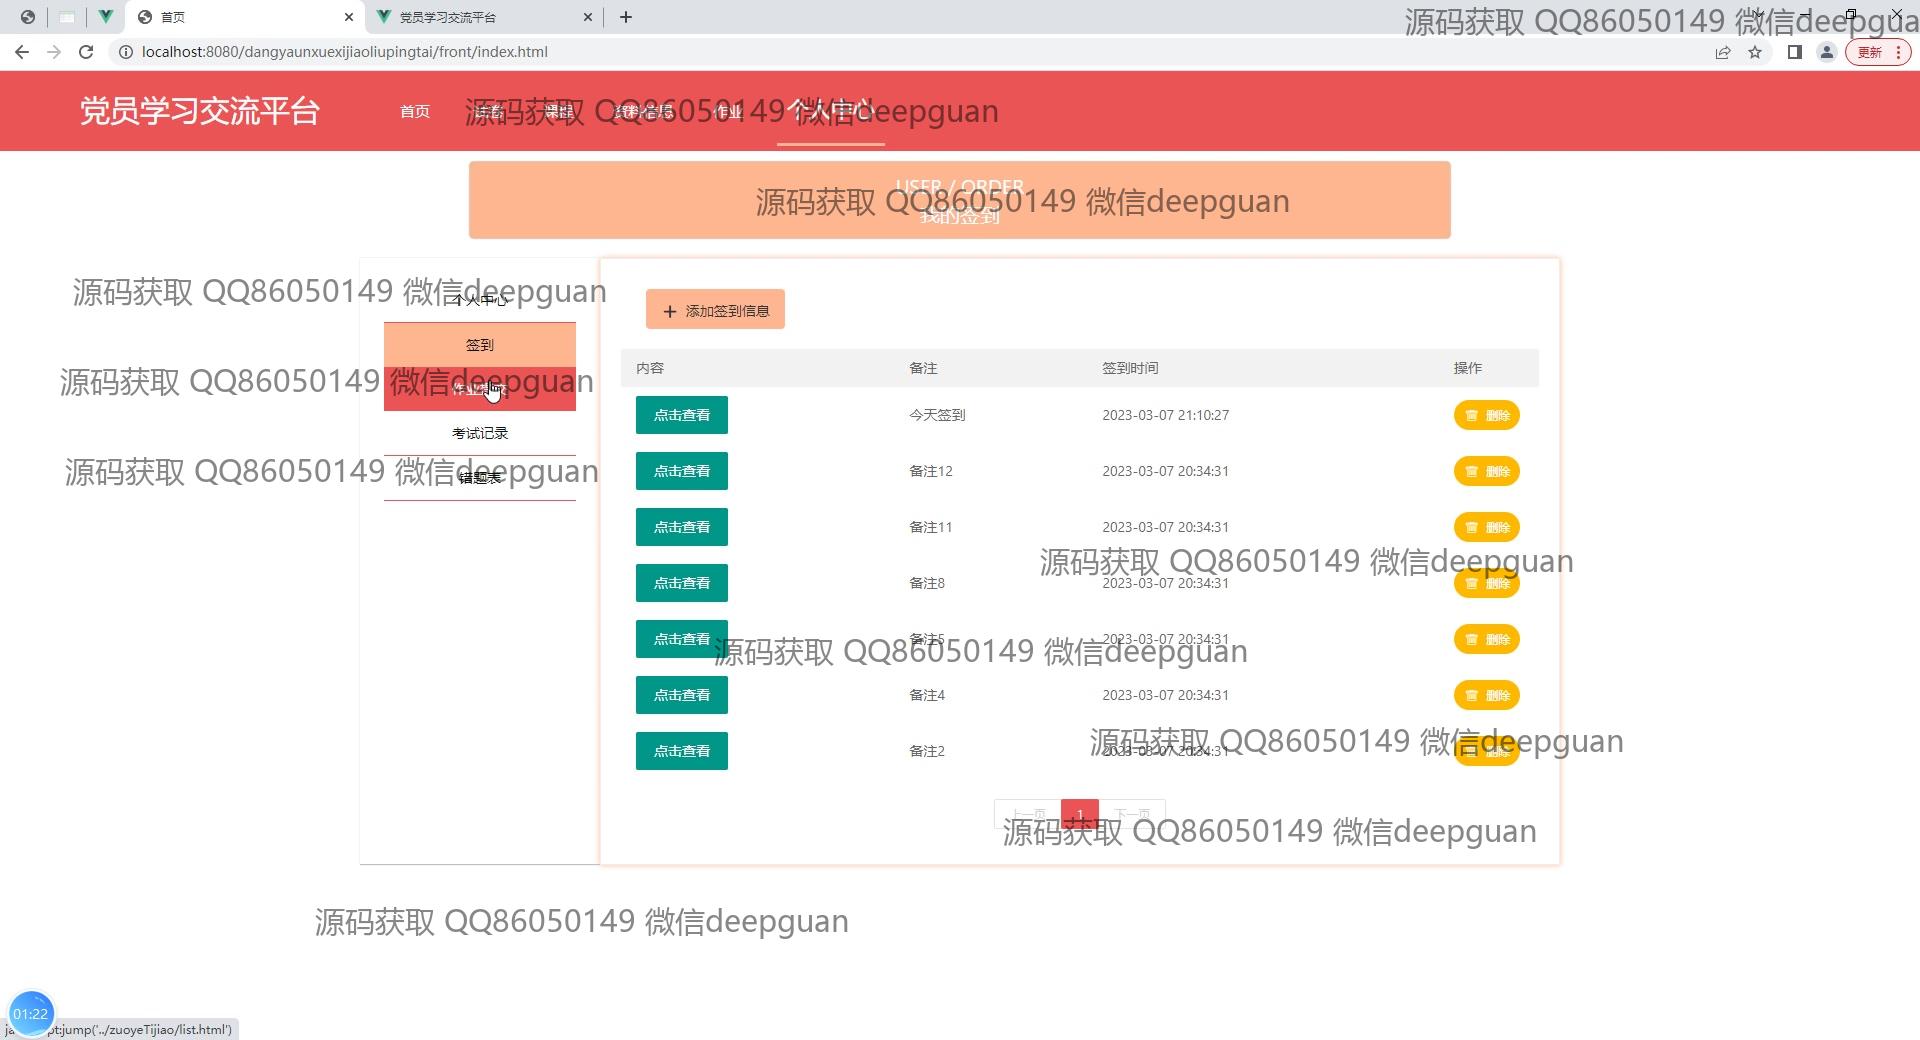 首页
党员学习交流平台
源码获取 QQ86050149 微信deepgua
localhost:8080/dangyaunxuexijiaoliupingtai/front/index.html
更新
党员学习交流平台
首页
课程
资料信息
作业
个人中心
源码获取 QQ86050149 微信deepguan
USER / ORDER
我的签到
源码获取 QQ86050149 微信deepguan
源码获取 QQ86050149 微信deepguan
个人中心
签到
源码获取 QQ86050149 微信deepguan
作业提交
考试记录
源码获取 QQ86050149 微信deepguan
错题表
添加签到信息
内容 备注 签到时间 操作
点击查看 今天签到 2023-03-07 21:10:27 删除
点击查看 备注12 2023-03-07 20:34:31 删除
点击查看 备注11 2023-03-07 20:34:31 删除
源码获取 QQ86050149 微信deepguan
点击查看 备注8 2023-03-07 20:34:31 删除
点击查看 备注5 2023-03-07 20:34:31 删除
源码获取 QQ86050149 微信deepguan
点击查看 备注4 2023-03-07 20:34:31 删除
源码获取 QQ86050149 微信deepguan
点击查看 备注2 2023-03-07 20:34:31 删除
上一页 1 下一页
源码获取 QQ86050149 微信deepguan
源码获取 QQ86050149 微信deepguan
01:22
pt:jump('../zuoyeTijiao/list.html')